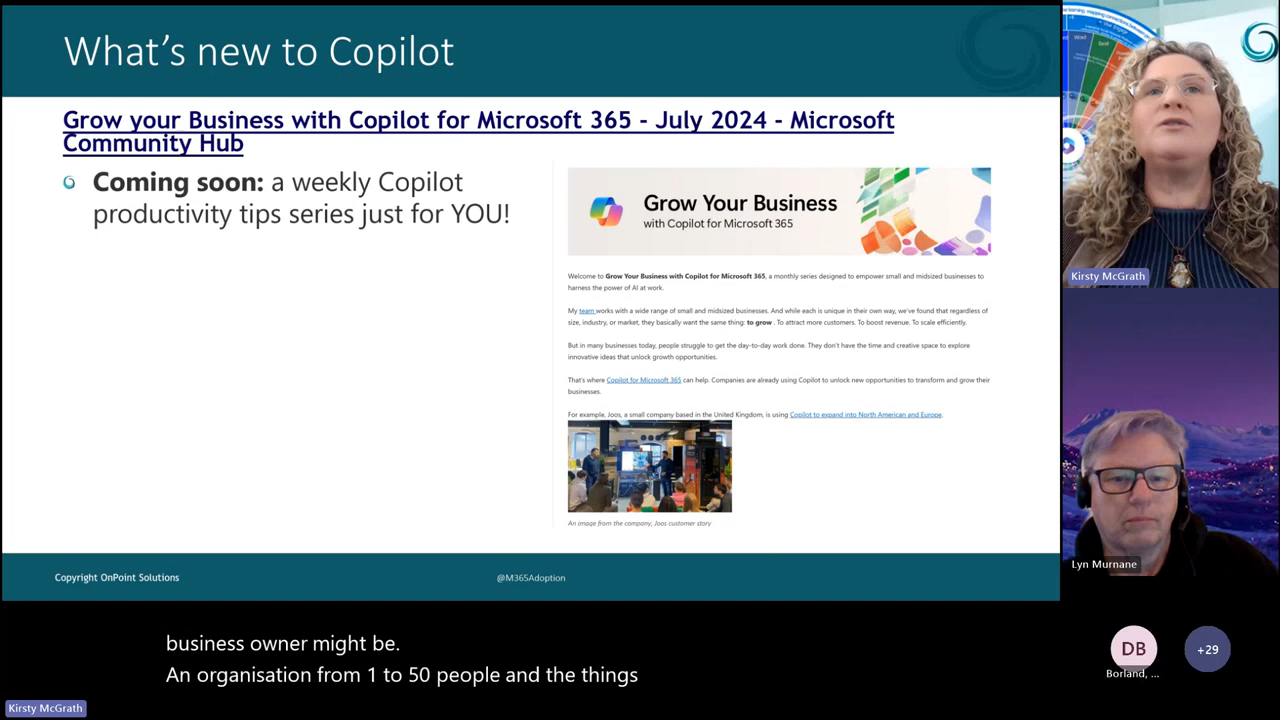 What's new to Copilot
Grow your Business with Copilot for Microsoft 365 - July 2024 - Microsoft
Community Hub
Coming soon: a weekly Copilot
productivity tips series just for YOU!
Grow Your Business
with Copilot for Microsoft 365
Welcome to Grow Your Business with Copilot for Microsoft 365, a monthly series designed to empower small and midsized businesses to
harness the power of AI at work.
My team works with a wide range of small and midsized businesses. And while each is unique in their own way, we've found that regardless of
size, industry, or market, they basically want the same thing: to grow . To attract more customers. To boost revenue. To scale efficiently.
But in many businesses today, people struggle to get the day-to-day work done. They don't have the time and creative space to explore
innovative ideas that unlock growth opportunities.
That's where Copilot for Microsoft 365 can help. Companies are already using Copilot to unlock new opportunities to transform and grow their
businesses.
For example, Joos, a small company based in the United Kingdom, is using Copilot to expand into North American and Europe.
An image from the company, Joos customer story
Copyright OnPoint Solutions
@M365Adoption
Kirsty McGrath
Lyn Murnane
DB
Borland, ...
+29
business owner might be.
An organisation from 1 to 50 people and the things
Kirsty McGrath